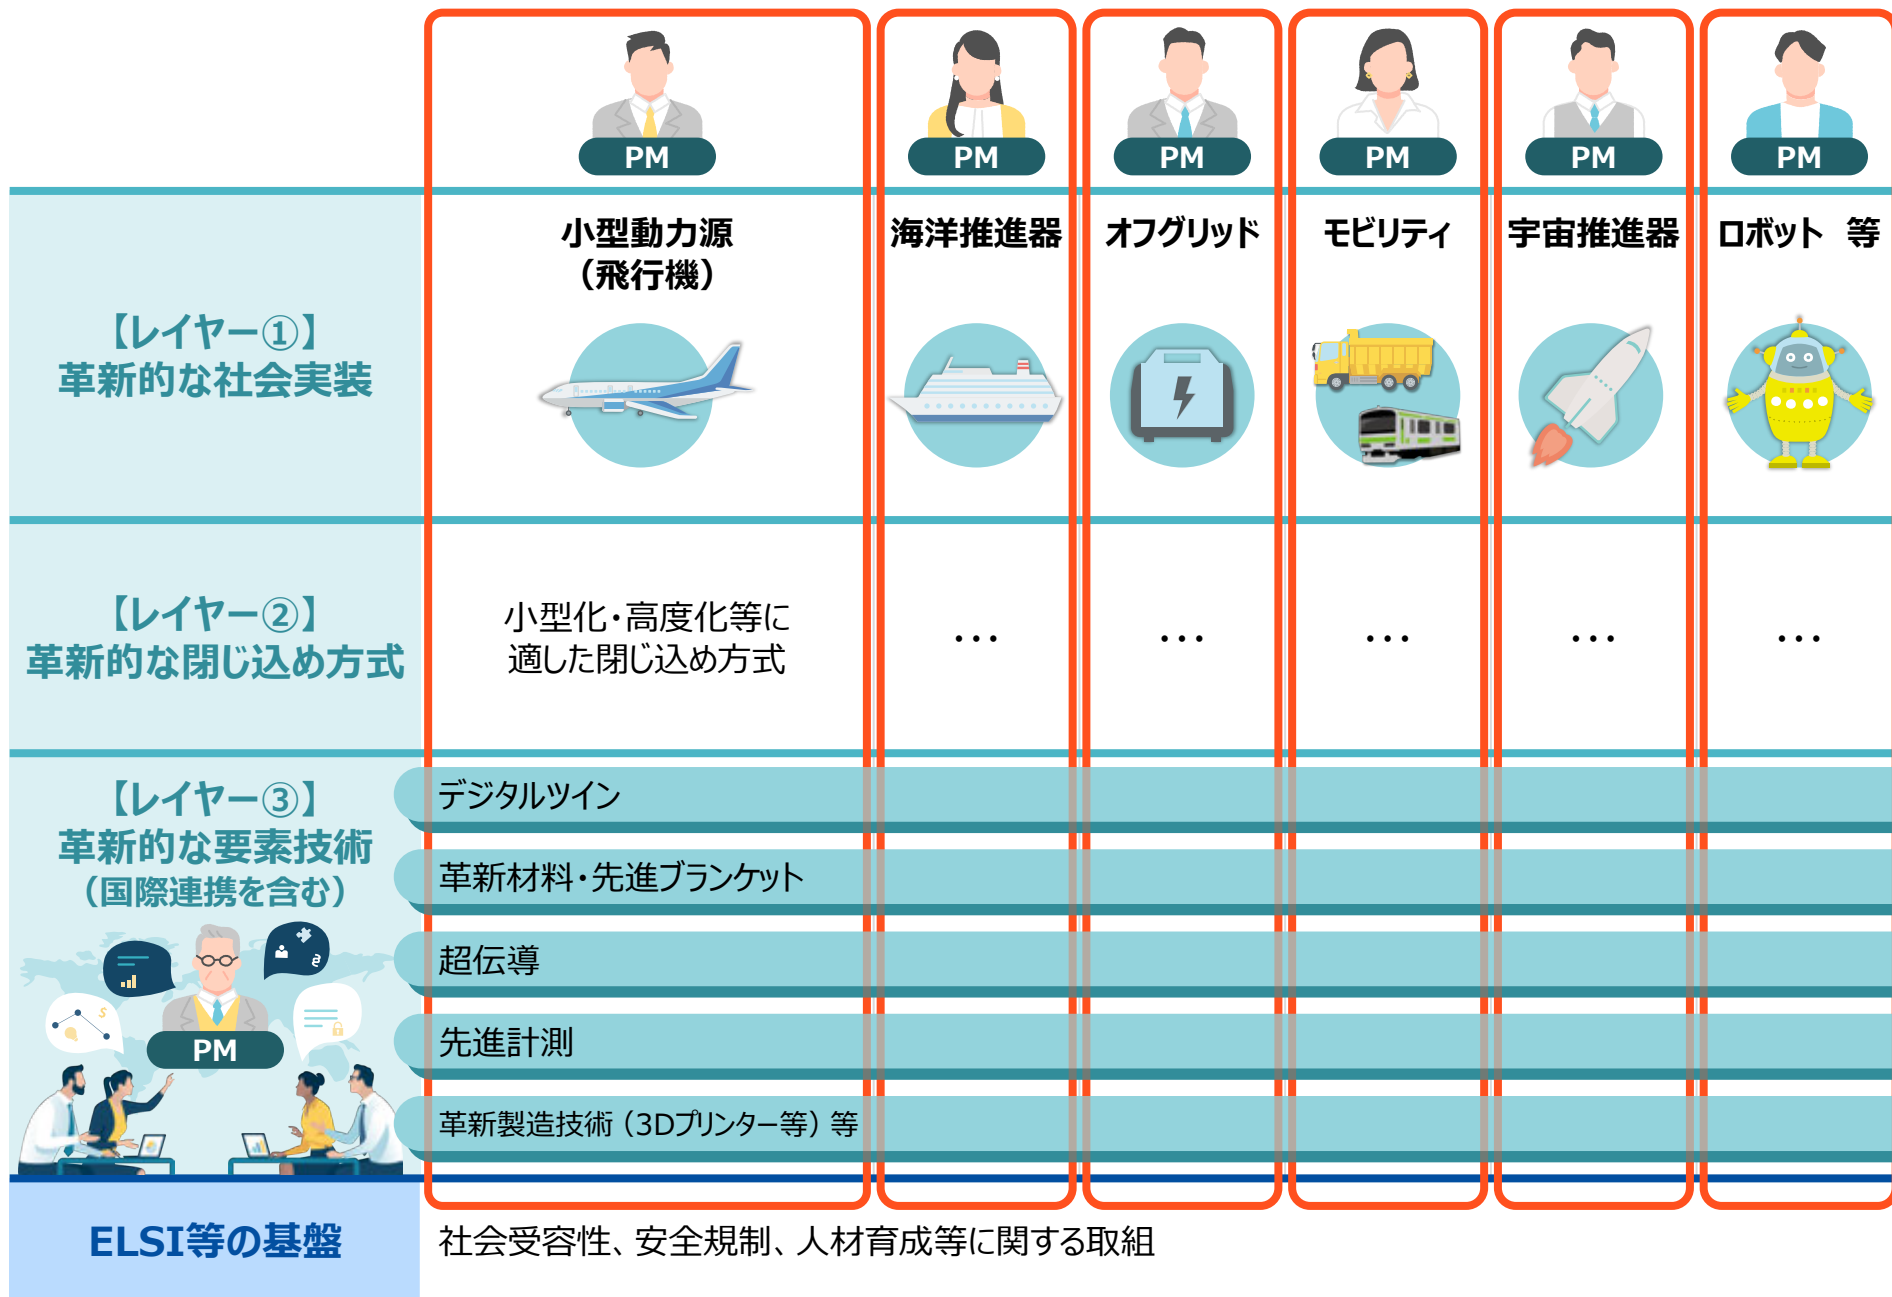 PM
PM
PM
PM
PM
PM
【レイヤー①】
革新的な社会実装
小型動力源
（飛行機）
海洋推進器
オフグリッド
モビリティ
宇宙推進器
ロボット　等
【レイヤー②】
革新的な閉じ込め方式
小型化・高度化等に
適した閉じ込め方式
…
…
…
…
…
【レイヤー③】
革新的な要素技術
（国際連携を含む）
PM
デジタルツイン
革新材料・先進ブランケット
超伝導
先進計測
革新製造技術（3Dプリンター等）等
ELSI等の基盤
社会受容性、安全規制、人材育成等に関する取組